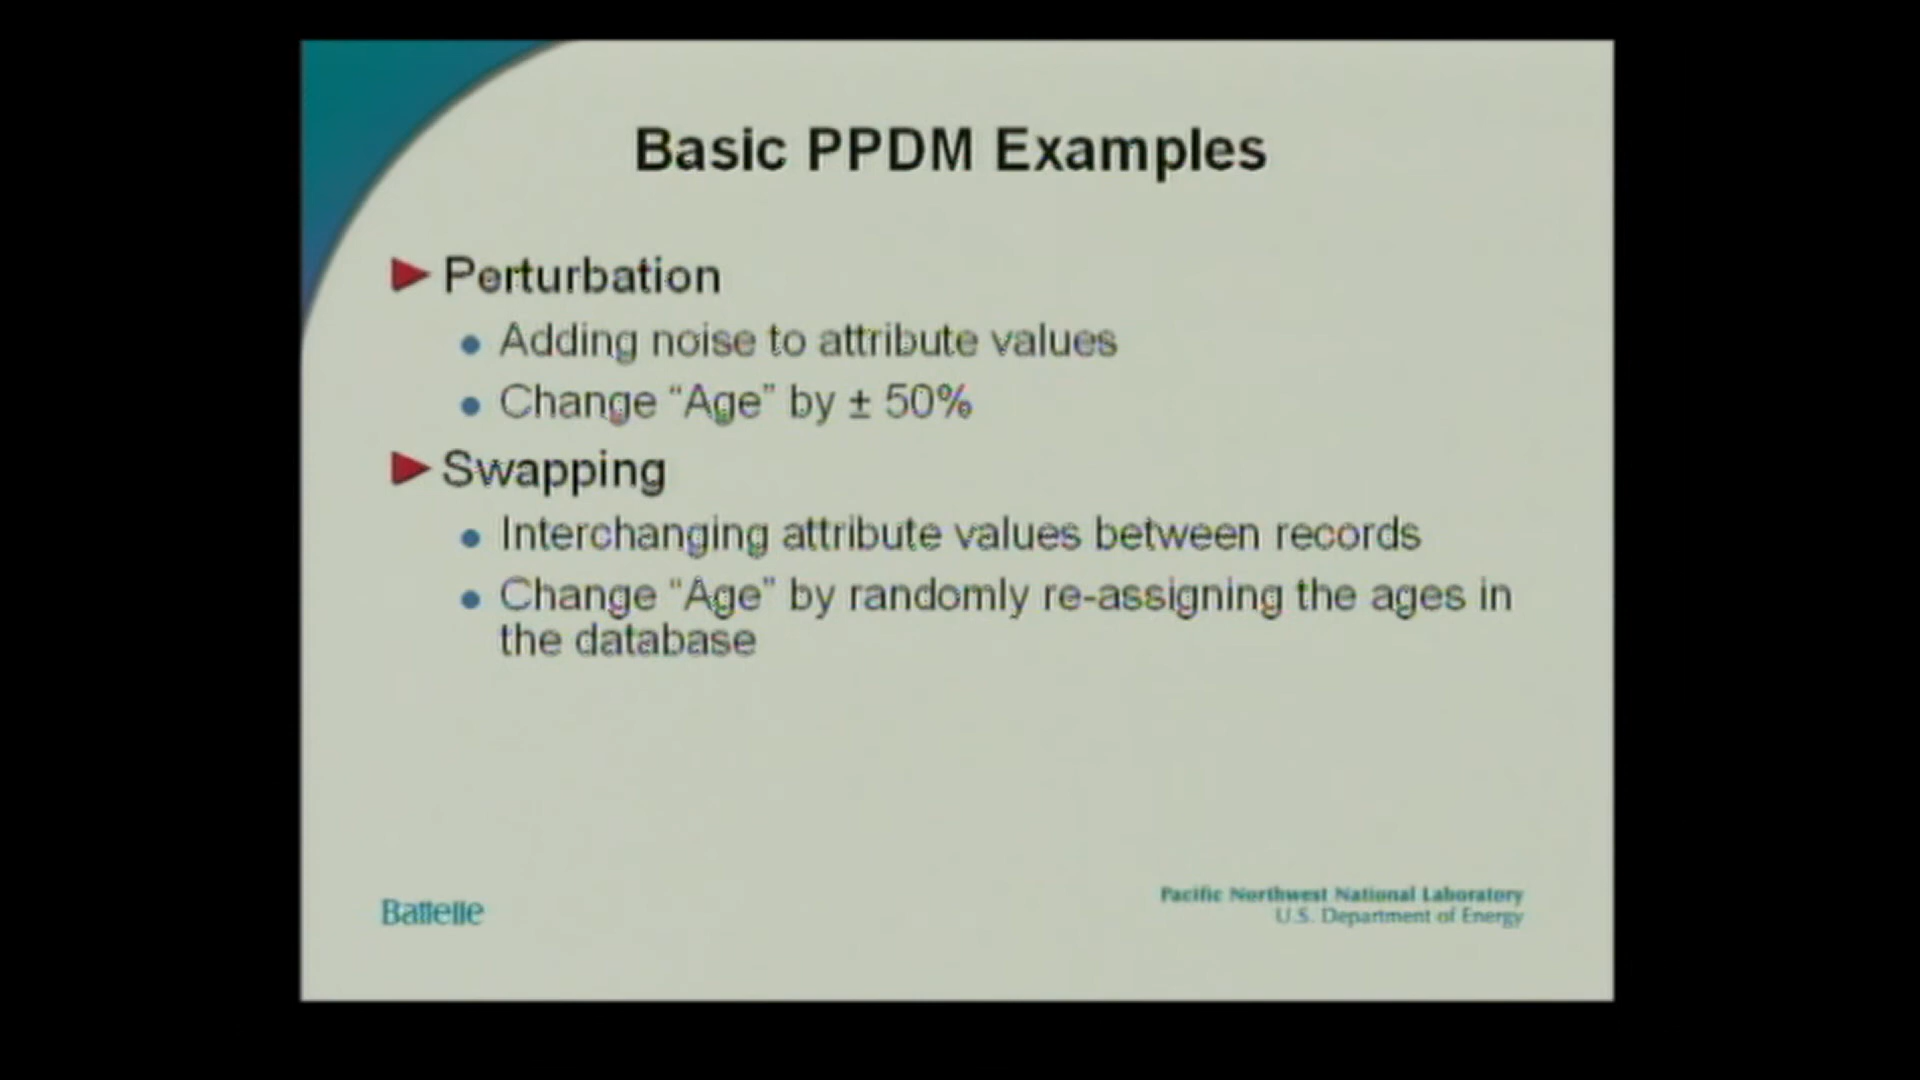 Basic PPDM Examples
Perturbation
Adding noise to attribute values
Change “Age” by ± 50%
Swapping
Interchanging attribute values between records
Change “Age” by randomly re-assigning the ages in
the database
Battelle
Pacific Northwest National Laboratory
U.S. Department of Energy